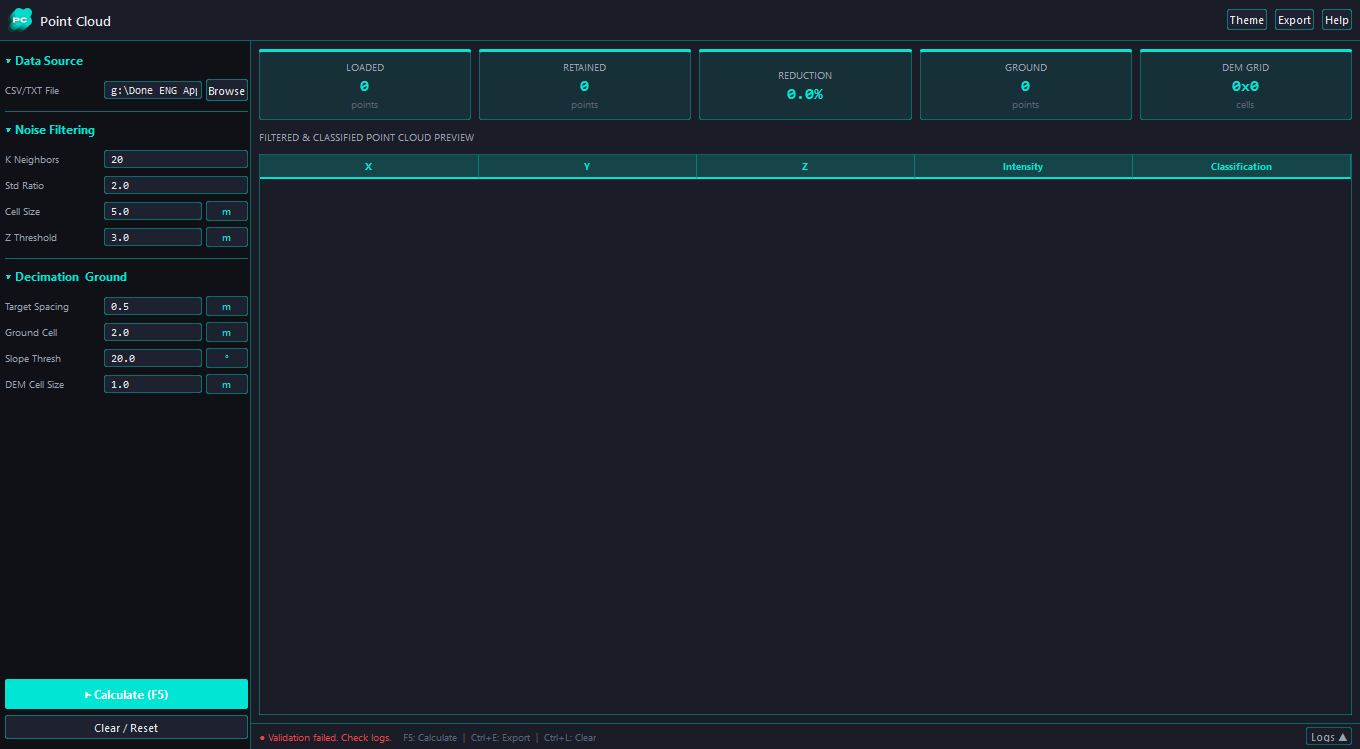 PC Point Cloud Theme Export Help
▾ Data Source
CSV/TXT File g:\Done ENG Ap Browse
▾ Noise Filtering
K Neighbors 20
Std Ratio 2.0
Cell Size 5.0 m
Z Threshold 3.0 m
▾ Decimation Ground
Target Spacing 0.5 m
Ground Cell 2.0 m
Slope Thresh 20.0 °
DEM Cell Size 1.0 m
▶ Calculate (F5)
Clear / Reset
LOADED
0
points
RETAINED
0
points
REDUCTION
0.0%
GROUND
0
points
DEM GRID
0x0
cells
FILTERED & CLASSIFIED POINT CLOUD PREVIEW
X Y Z Intensity Classification
● Validation failed. Check logs. F5: Calculate | Ctrl+E: Export | Ctrl+L: Clear Logs ▲